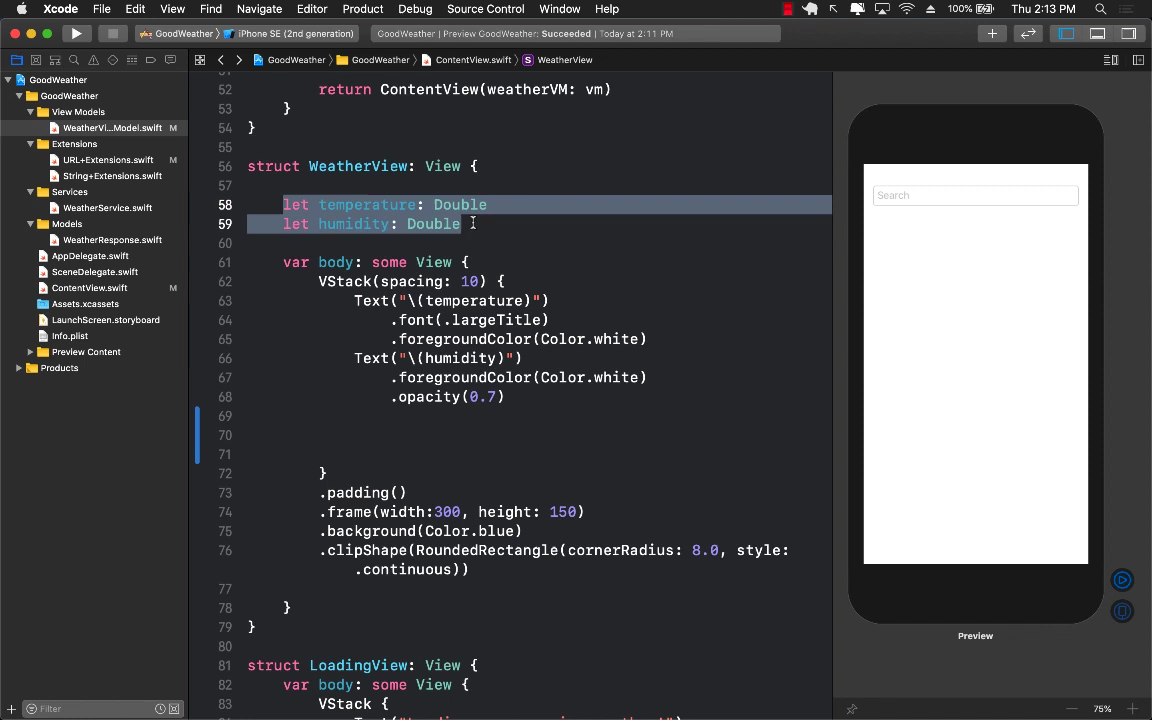 Xcode File Edit View Find Navigate Editor Product Debug Source Control Window Help 100% Thu 2:13 PM
GoodWeather iPhone SE (2nd generation) GoodWeather | Preview GoodWeather: Succeeded | Today at 2:11 PM
GoodWeather GoodWeather ContentView.swift S WeatherView
GoodWeather
GoodWeather
View Models
WeatherVi...Model.swift M
Extensions
URL+Extensions.swift M
String+Extensions.swift
Services
WeatherService.swift
Models
WeatherResponse.swift
AppDelegate.swift
SceneDelegate.swift
ContentView.swift M
Assets.xcassets
LaunchScreen.storyboard
Info.plist
Preview Content
Products
Filter
52 return ContentView(weatherVM: vm)
53 }
54 }
55
56 struct WeatherView: View {
57
58 let temperature: Double
59 let humidity: Double
60
61 var body: some View {
62 VStack(spacing: 10) {
63 Text("\(temperature)")
64 .font(.largeTitle)
65 .foregroundColor(Color.white)
66 Text("\(humidity)")
67 .foregroundColor(Color.white)
68 .opacity(0.7)
69
70
71
72 }
73 .padding()
74 .frame(width:300, height: 150)
75 .background(Color.blue)
76 .clipShape(RoundedRectangle(cornerRadius: 8.0, style:
.continuous))
77
78 }
79 }
80
81 struct LoadingView: View {
82 var body: some View {
83 VStack {
Search
Preview
75%